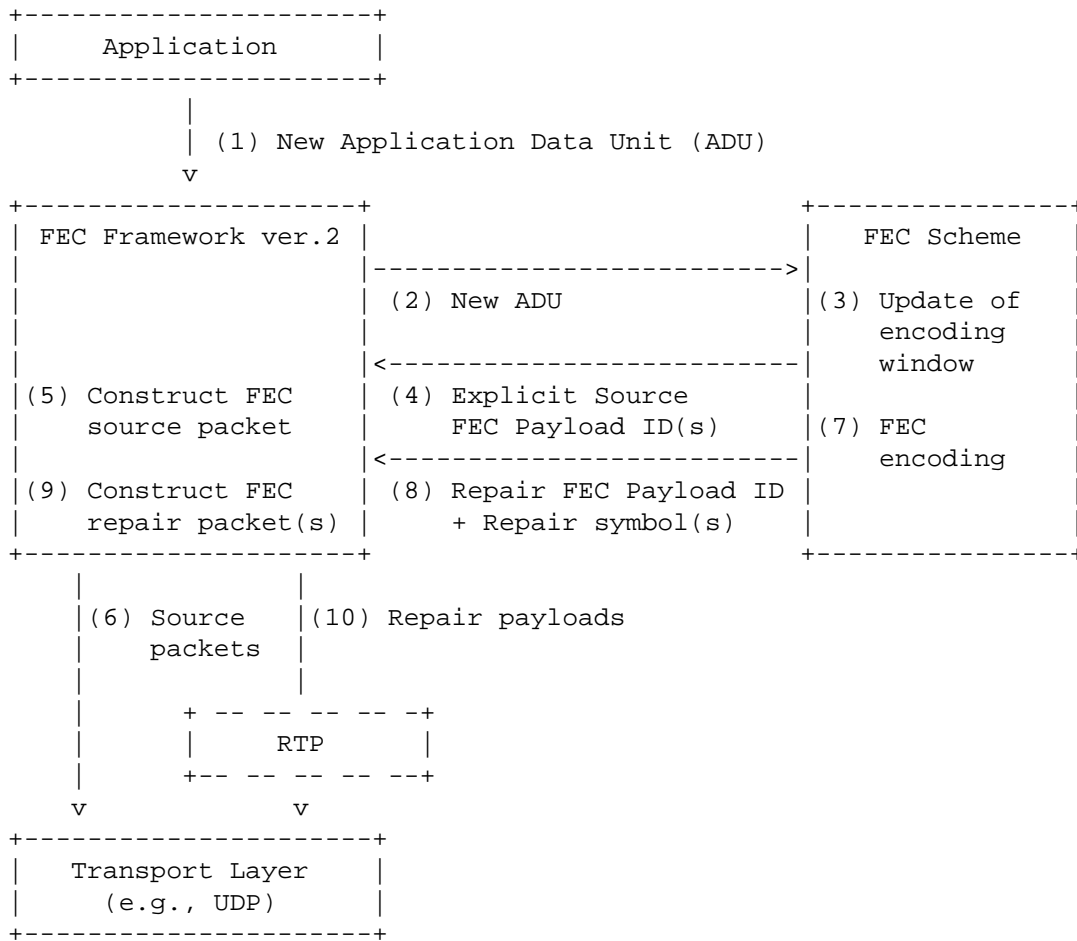 Application
(1) New Application Data Unit (ADU)
v
FEC Framework ver.2
FEC Scheme
(2) New ADU
(3) Update of
encoding
window
(5) Construct FEC
source packet
(4) Explicit Source
FEC Payload ID(s)
(7) FEC
encoding
(9) Construct FEC
repair packet(s)
(8) Repair FEC Payload ID
+ Repair symbol(s)
(6) Source
packets
(10) Repair payloads
RTP
v v
Transport Layer
(e.g., UDP)